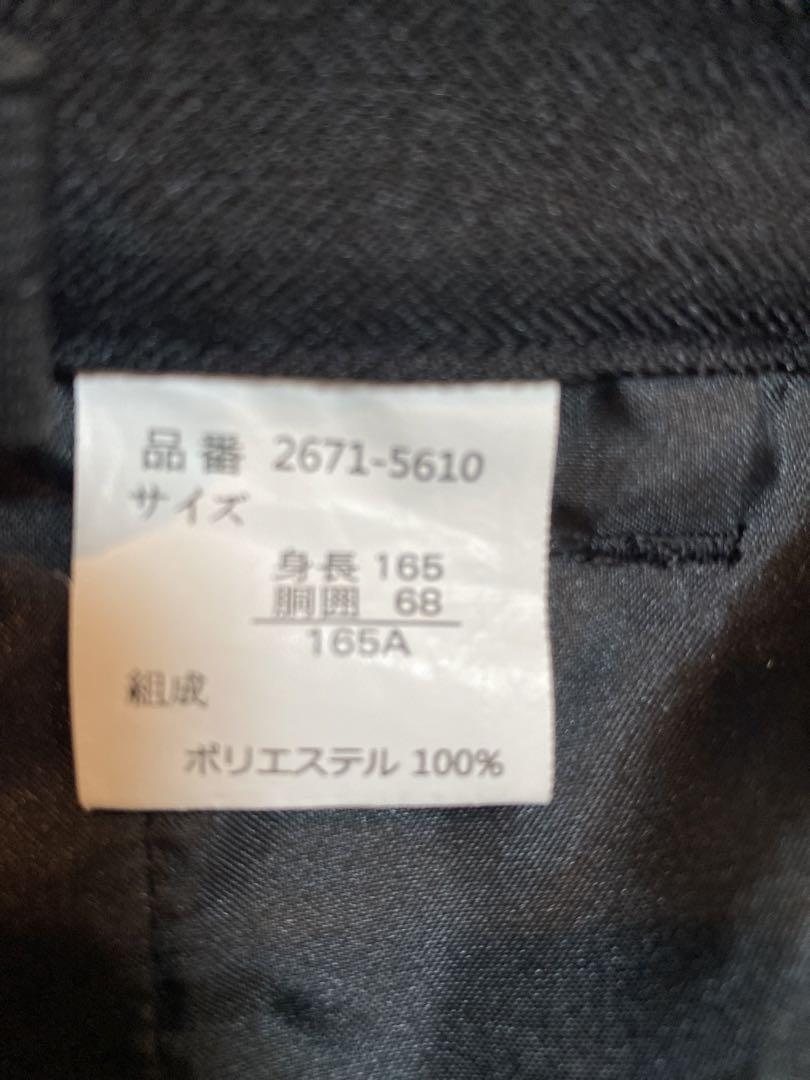 品番 2671-5610
サイズ
身長 165
胴囲 68
165A
組成
ポリエステル 100%